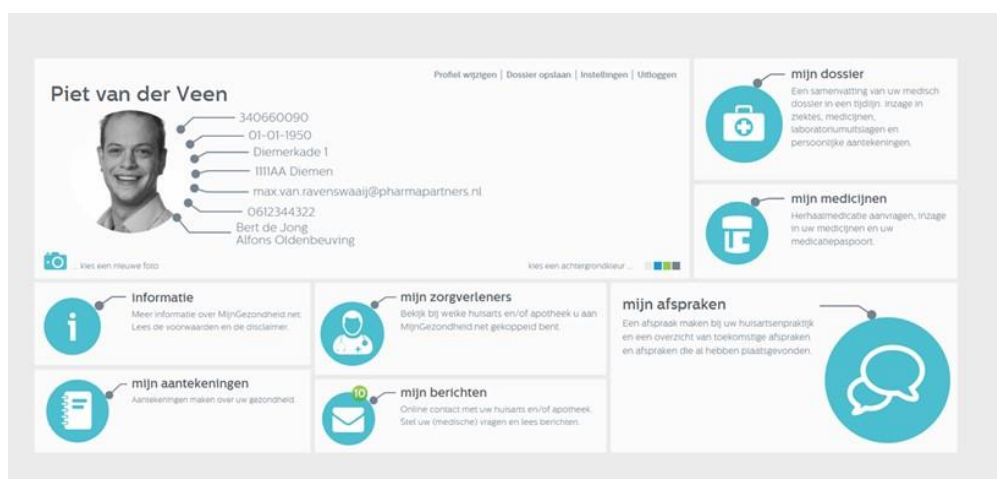 Profiel wijzigen | Dossier opslaan | Instellingen | Uitloggen
Piet van der Veen
340660090
01-01-1950
Diemerkade 1
1111AA Diemen
max.van.ravenswaaij@pharmapartners.nl
0612344322
Bert de Jong
Alfons Oldenbeuving
... kies een nieuwe foto
kies een achtergrondkleur ...
mijn dossier
Een samenvatting van uw medisch
dossier in een tijdlijn. Inzage in
ziektes, medicijnen,
laboratoriumuitslagen en
persoonlijke aantekeningen.
mijn medicijnen
Herhaalmedicatie aanvragen, inzage
in uw medicijnen en uw
medicatiepaspoort.
informatie
Meer informatie over MijnGezondheid.net.
Lees de voorwaarden en de disclaimer.
mijn zorgverleners
Bekijk bij welke huisarts en/of apotheek u aan
MijnGezondheid.net gekoppeld bent.
mijn afspraken
Een afspraak maken bij uw huisartsenpraktijk
en een overzicht van toekomstige afspraken
en afspraken die al hebben plaatsgevonden.
mijn aantekeningen
Aantekeningen maken over uw gezondheid.
10
mijn berichten
Online contact met uw huisarts en/of apotheek.
Stel uw (medische) vragen en lees berichten.